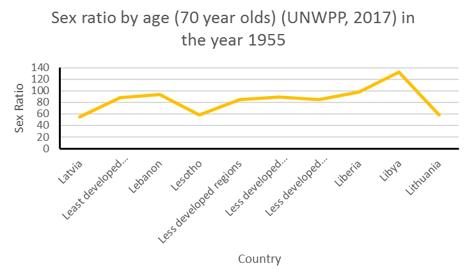 Sex ratio by age (70 year olds) (UNWPP, 2017) in
the year 1955
140
120
100
80
60
40
20
0
Sex Ratio
Latvia
Least developed...
Lebanon
Lesotho
Less developed regions
Less developed...
Less developed...
Liberia
Libya
Lithuania
Country